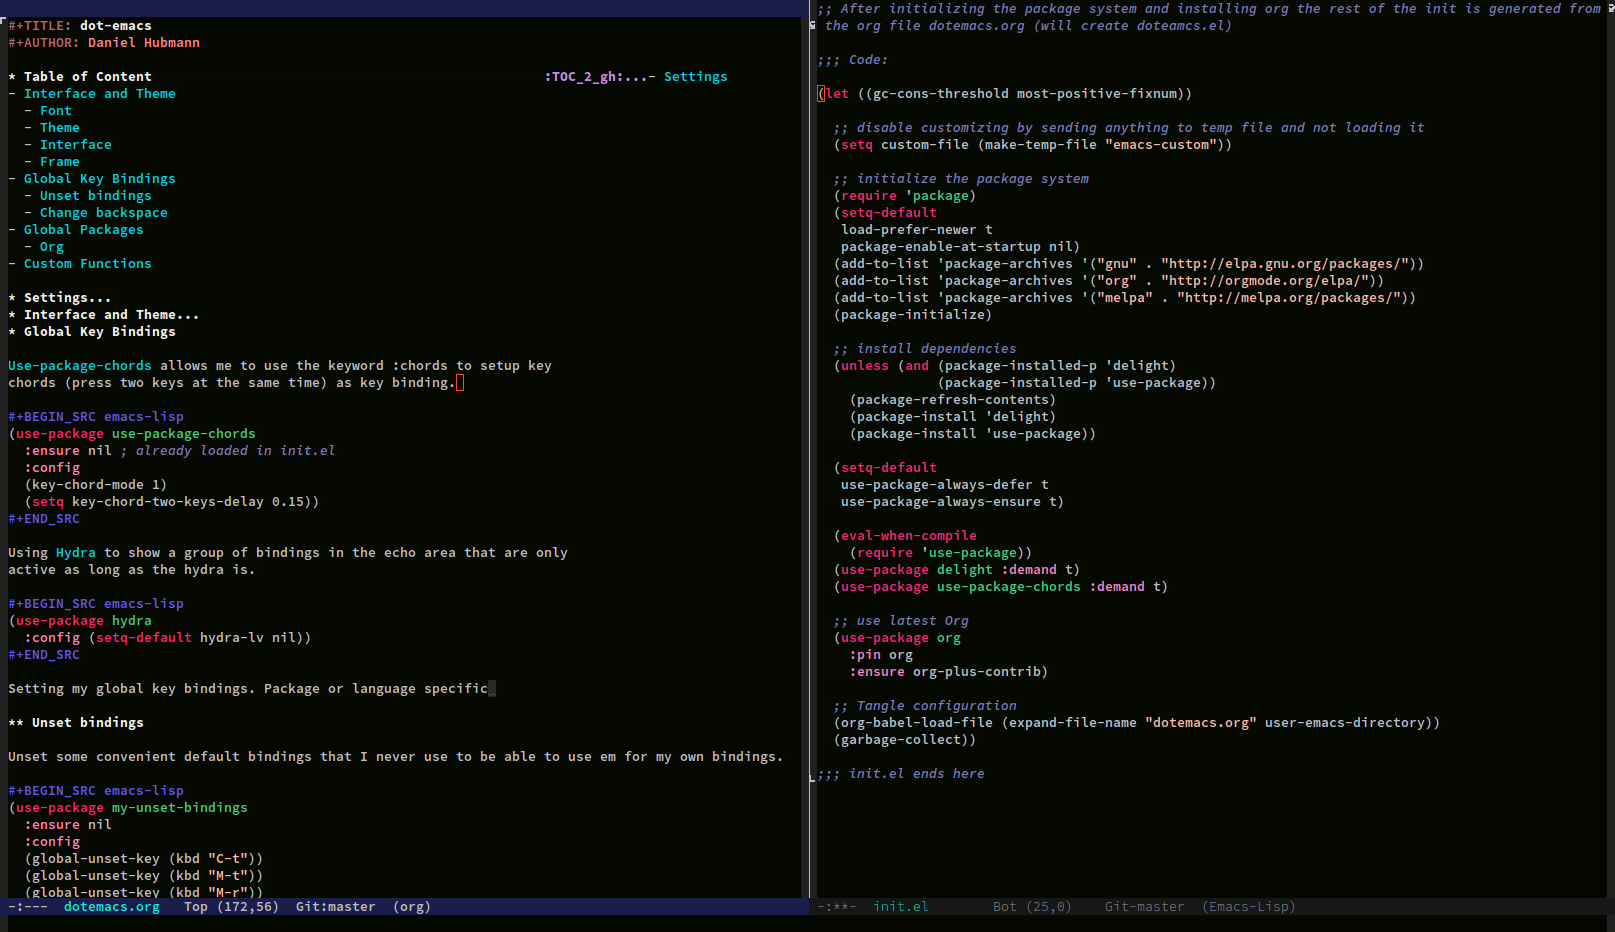 #+TITLE: dot-emacs
#+AUTHOR: Daniel Hubmann
* Table of Content :TOC_2_gh:...- Settings
- Interface and Theme
- Font
- Theme
- Interface
- Frame
- Global Key Bindings
- Unset bindings
- Change backspace
- Global Packages
- Org
- Custom Functions
* Settings...
* Interface and Theme...
* Global Key Bindings
Use-package-chords allows me to use the keyword :chords to setup key
chords (press two keys at the same time) as key binding.
#+BEGIN_SRC emacs-lisp
(use-package use-package-chords
:ensure nil ; already loaded in init.el
:config
(key-chord-mode 1)
(setq key-chord-two-keys-delay 0.15))
#+END_SRC
Using Hydra to show a group of bindings in the echo area that are only
active as long as the hydra is.
#+BEGIN_SRC emacs-lisp
(use-package hydra
:config (setq-default hydra-lv nil))
#+END_SRC
Setting my global key bindings. Package or language specific
** Unset bindings
Unset some convenient default bindings that I never use to be able to use em for my own bindings.
#+BEGIN_SRC emacs-lisp
(use-package my-unset-bindings
:ensure nil
:config
(global-unset-key (kbd "C-t"))
(global-unset-key (kbd "M-t"))
(global-unset-key (kbd "M-r"))
-:--- dotemacs.org Top (172,56) Git:master (org)
;; After initializing the package system and installing org the rest of the init is generated from
the org file dotemacs.org (will create doteamcs.el)
;;; Code:
(let ((gc-cons-threshold most-positive-fixnum))
;; disable customizing by sending anything to temp file and not loading it
(setq custom-file (make-temp-file "emacs-custom"))
;; initialize the package system
(require 'package)
(setq-default
load-prefer-newer t
package-enable-at-startup nil)
(add-to-list 'package-archives '("gnu" . "http://elpa.gnu.org/packages/"))
(add-to-list 'package-archives '("org" . "http://orgmode.org/elpa/"))
(add-to-list 'package-archives '("melpa" . "http://melpa.org/packages/"))
(package-initialize)
;; install dependencies
(unless (and (package-installed-p 'delight)
(package-installed-p 'use-package))
(package-refresh-contents)
(package-install 'delight)
(package-install 'use-package))
(setq-default
use-package-always-defer t
use-package-always-ensure t)
(eval-when-compile
(require 'use-package))
(use-package delight :demand t)
(use-package use-package-chords :demand t)
;; use latest Org
(use-package org
:pin org
:ensure org-plus-contrib)
;; Tangle configuration
(org-babel-load-file (expand-file-name "dotemacs.org" user-emacs-directory))
(garbage-collect))
;;; init.el ends here
-:**- init.el Bot (25,0) Git-master (Emacs-Lisp)